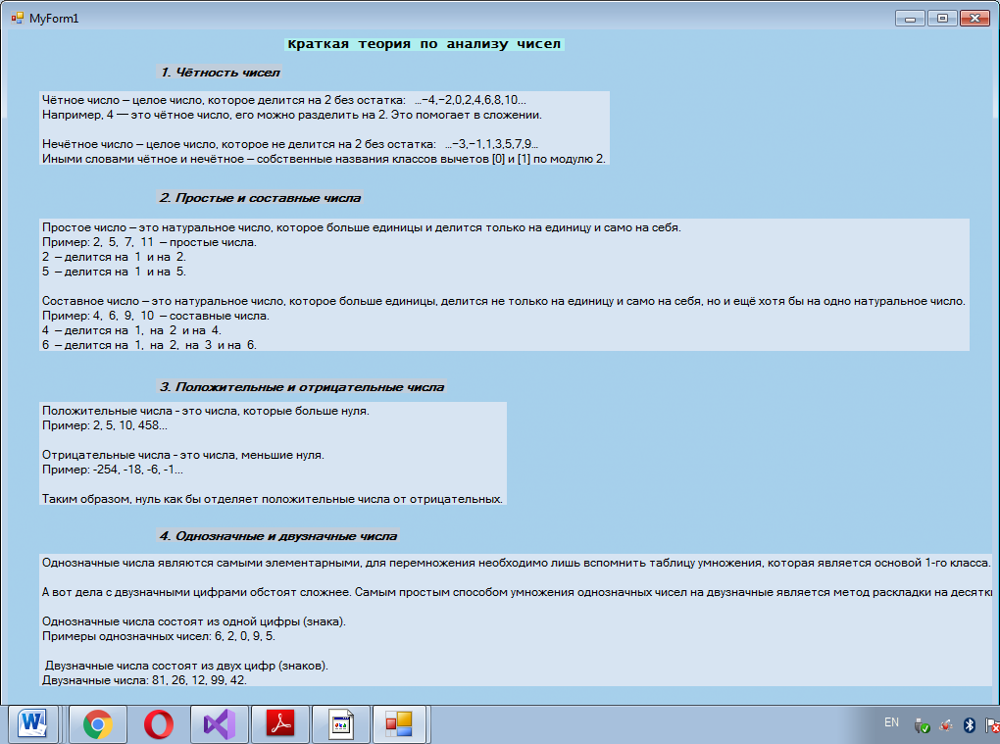 MyForm1
Краткая теория по анализу чисел
1. Чётность чисел
Чётное число – целое число, которое делится на 2 без остатка:   …−4,−2,0,2,4,6,8,10…
Например, 4 — это чётное число, его можно разделить на 2. Это помогает в сложении.
Нечётное число – целое число, которое не делится на 2 без остатка:   …−3,−1,1,3,5,7,9…
Иными словами чётное и нечётное – собственные названия классов вычетов [0] и [1] по модулю 2.
2. Простые и составные числа
Простое число – это натуральное число, которое больше единицы и делится только на единицу и само на себя.
Пример: 2,  5,  7,  11  – простые числа.
2  – делится на  1  и на  2.
5  – делится на  1  и на  5.
Составное число – это натуральное число, которое больше единицы, делится не только на единицу и само на себя, но и ещё хотя бы на одно натуральное число.
Пример: 4,  6,  9,  10  – составные числа.
4  – делится на  1,  на  2  и на  4.
6  – делится на  1,  на  2,  на  3  и на  6.
3. Положительные и отрицательные числа
Положительные числа - это числа, которые больше нуля.
Пример: 2, 5, 10, 458...
Отрицательные числа - это числа, меньшие нуля.
Пример: -254, -18, -6, -1...
Таким образом, нуль как бы отделяет положительные числа от отрицательных.
4. Однозначные и двузначные числа
Однозначные числа являются самыми элементарными, для перемножения необходимо лишь вспомнить таблицу умножения, которая является основой 1-го класса.
А вот дела с двузначными цифрами обстоят сложнее. Самым простым способом умножения однозначных чисел на двузначные является метод раскладки на десятк
Однозначные числа состоят из одной цифры (знака).
Примеры однозначных чисел: 6, 2, 0, 9, 5.
Двузначные числа состоят из двух цифр (знаков).
Двузначные числа: 81, 26, 12, 99, 42.
EN